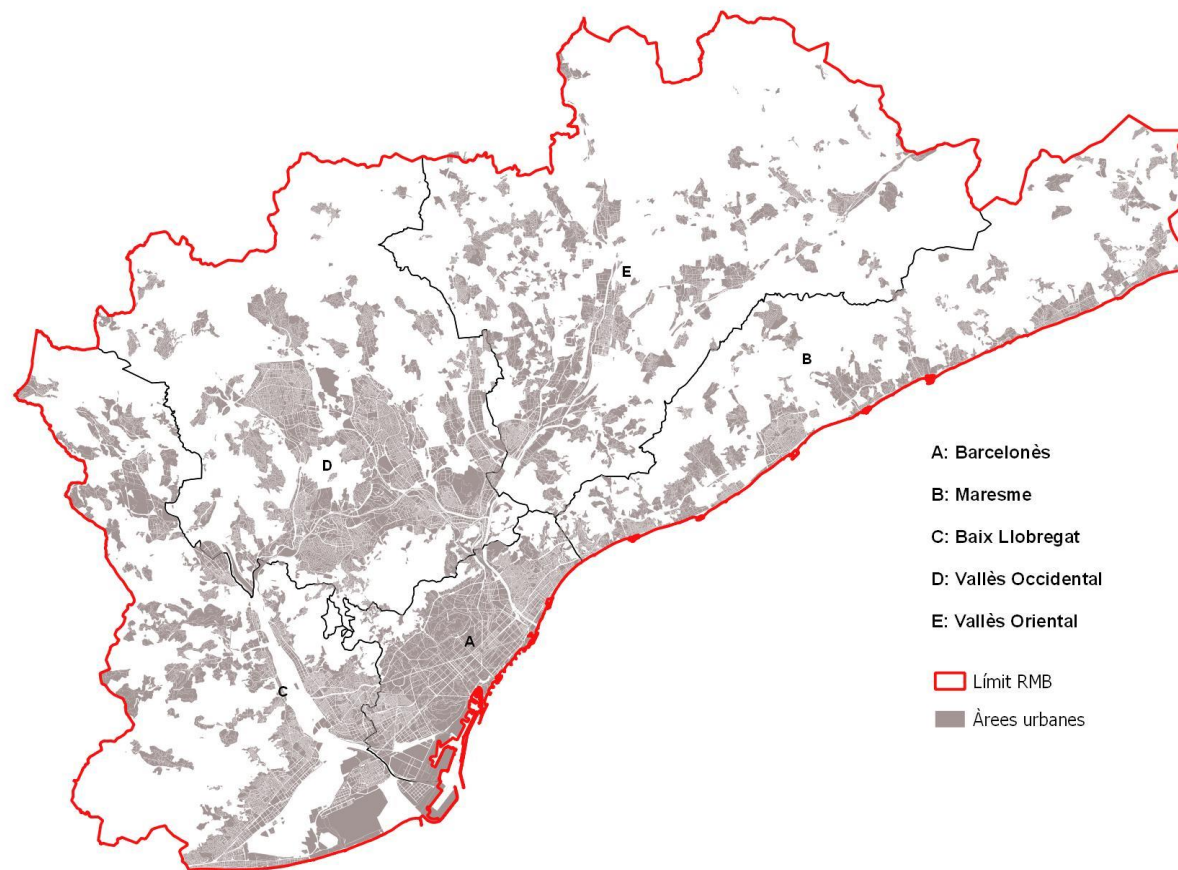 E
B
D
A
C
A: Barcelonès
B: Maresme
C: Baix Llobregat
D: Vallès Occidental
E: Vallès Oriental
Límit RMB
Àrees urbanes